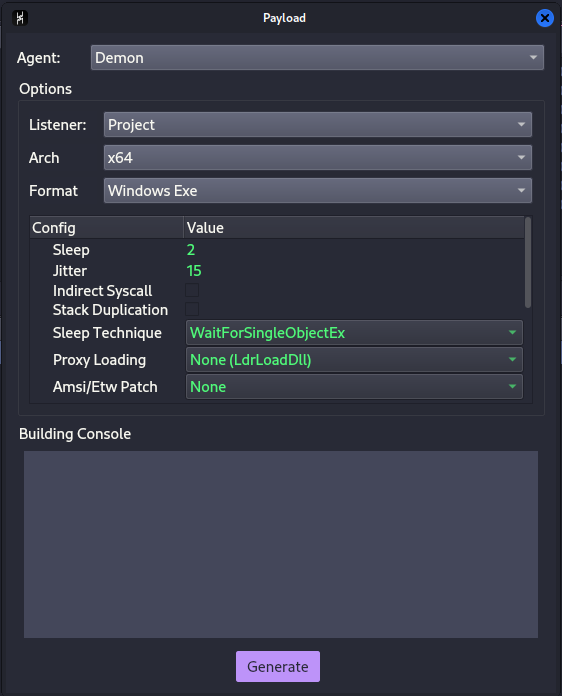 Payload
Agent: Demon
Options
Listener: Project
Arch x64
Format Windows Exe
Config Value
Sleep 2
Jitter 15
Indirect Syscall
Stack Duplication
Sleep Technique WaitForSingleObjectEx
Proxy Loading None (LdrLoadDll)
Amsi/Etw Patch None
Building Console
Generate